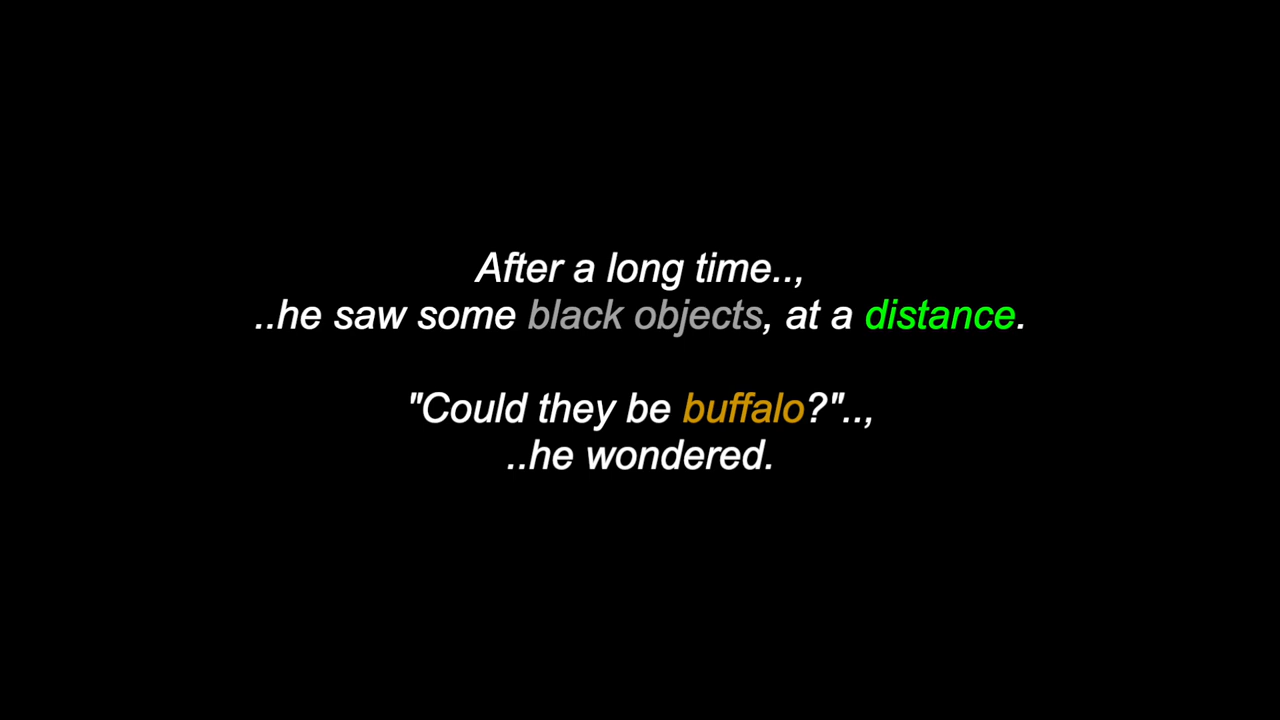 After a long time..,
..he saw some black objects, at a distance.
"Could they be buffalo?"..,
..he wondered.